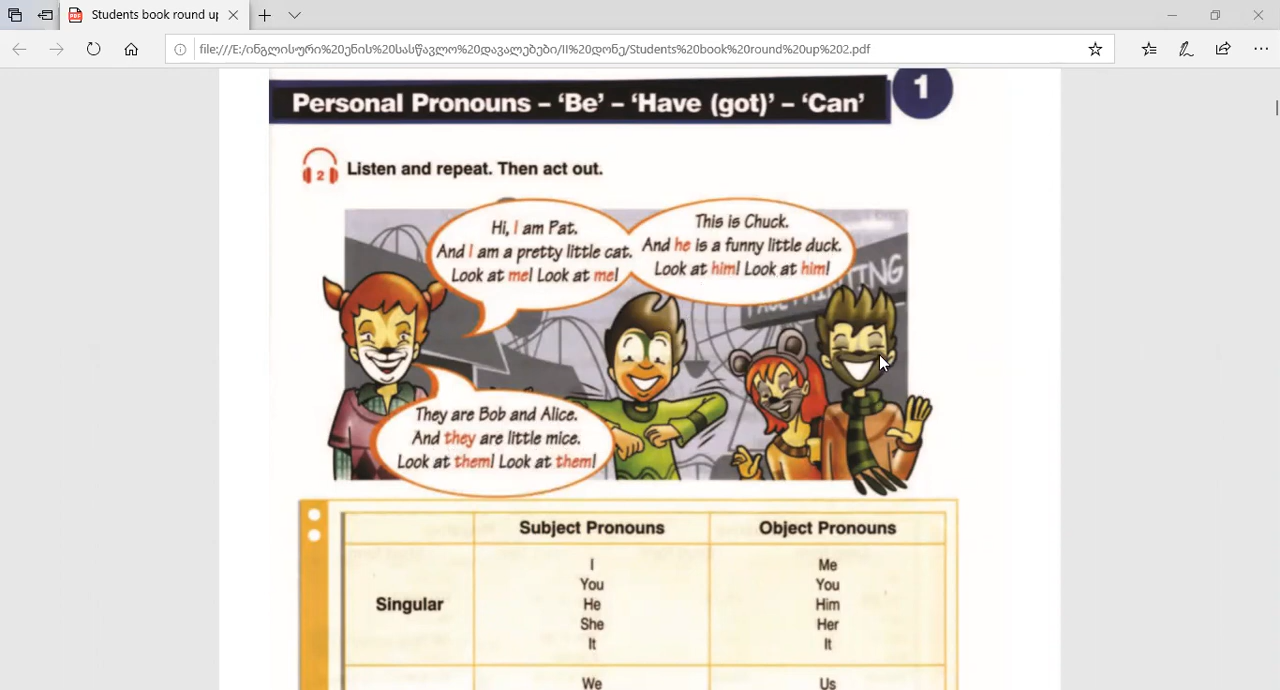 Students book round up
file:///E:/ინგლისური%20ენის%20სასწავლო%20დავალებები/II%20დონე/Students%20book%20round%20up%202.pdf
Personal Pronouns – ‘Be’ – ‘Have (got)’ – ‘Can’
1
2
Listen and repeat. Then act out.
Hi, I am Pat.
And I am a pretty little cat.
Look at me! Look at me!
This is Chuck.
And he is a funny little duck.
Look at him! Look at him!
They are Bob and Alice.
And they are little mice.
Look at them! Look at them!
Subject Pronouns
Object Pronouns
Singular
I
Me
You
You
He
Him
She
Her
It
It
We
Us